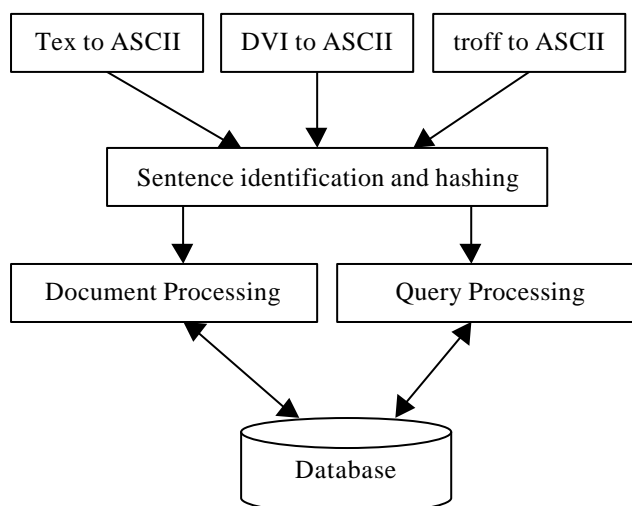 Tex to ASCII
DVI to ASCII
troff to ASCII
Sentence identification and hashing
Document Processing
Query Processing
Database